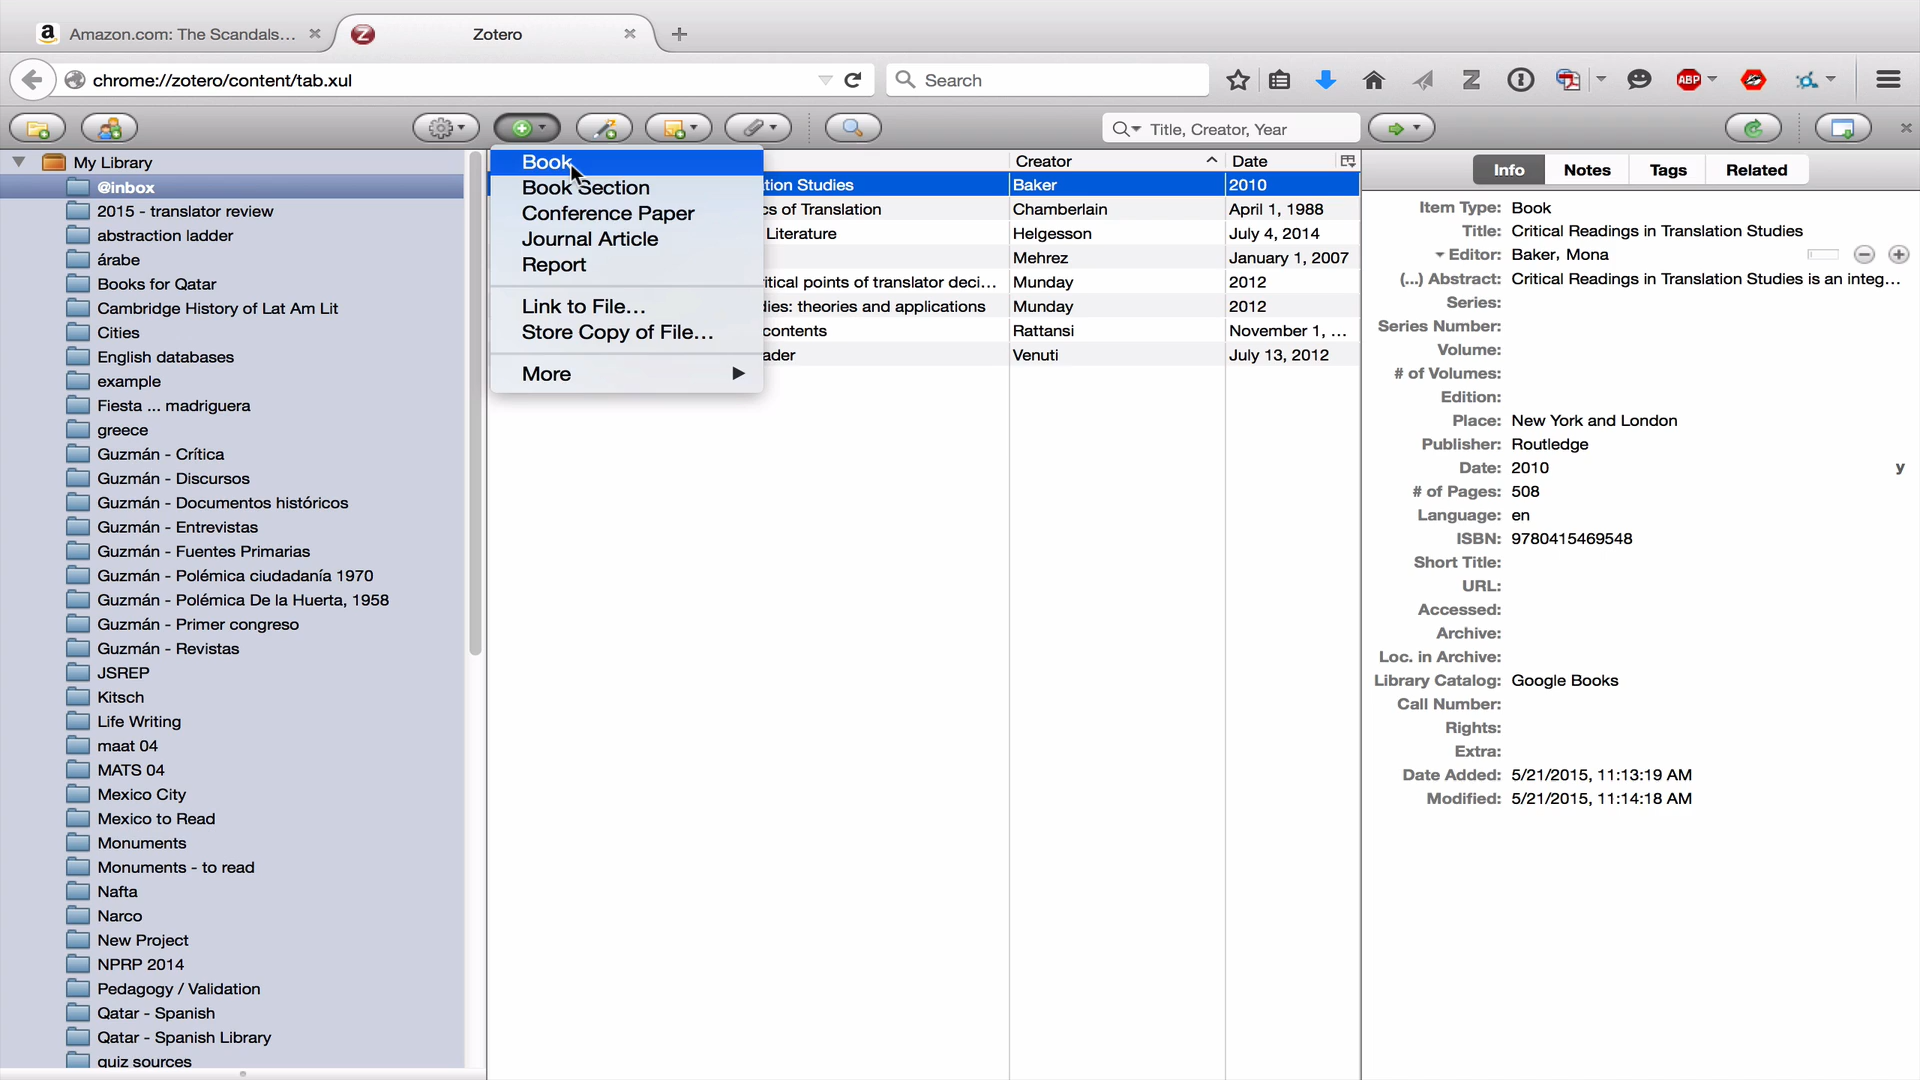 Amazon.com: The Scandals...
Zotero
chrome://zotero/content/tab.xul
Search
ABP
Title, Creator, Year
My Library
@inbox
2015 - translator review
abstraction ladder
árabe
Books for Qatar
Cambridge History of Lat Am Lit
Cities
English databases
example
Fiesta ... madriguera
greece
Guzmán - Crítica
Guzmán - Discursos
Guzmán - Documentos históricos
Guzmán - Entrevistas
Guzmán - Fuentes Primarias
Guzmán - Polémica ciudadanía 1970
Guzmán - Polémica De la Huerta, 1958
Guzmán - Primer congreso
Guzmán - Revistas
JSREP
Kitsch
Life Writing
maat 04
MATS 04
Mexico City
Mexico to Read
Monuments
Monuments - to read
Nafta
Narco
New Project
NPRP 2014
Pedagogy / Validation
Qatar - Spanish
Qatar - Spanish Library
quiz sources
Book
Book Section
Conference Paper
Journal Article
Report
Link to File...
Store Copy of File...
More
Creator Date
tion Studies Baker 2010
cs of Translation Chamberlain April 1, 1988
Literature Helgesson July 4, 2014
Mehrez January 1, 2007
itical points of translator deci... Munday 2012
dies: theories and applications Munday 2012
contents Rattansi November 1, ...
ader Venuti July 13, 2012
Info Notes Tags Related
Item Type: Book
Title: Critical Readings in Translation Studies
Editor: Baker, Mona
(...) Abstract: Critical Readings in Translation Studies is an integ...
Series:
Series Number:
Volume:
# of Volumes:
Edition:
Place: New York and London
Publisher: Routledge
Date: 2010 y
# of Pages: 508
Language: en
ISBN: 9780415469548
Short Title:
URL:
Accessed:
Archive:
Loc. in Archive:
Library Catalog: Google Books
Call Number:
Rights:
Extra:
Date Added: 5/21/2015, 11:13:19 AM
Modified: 5/21/2015, 11:14:18 AM